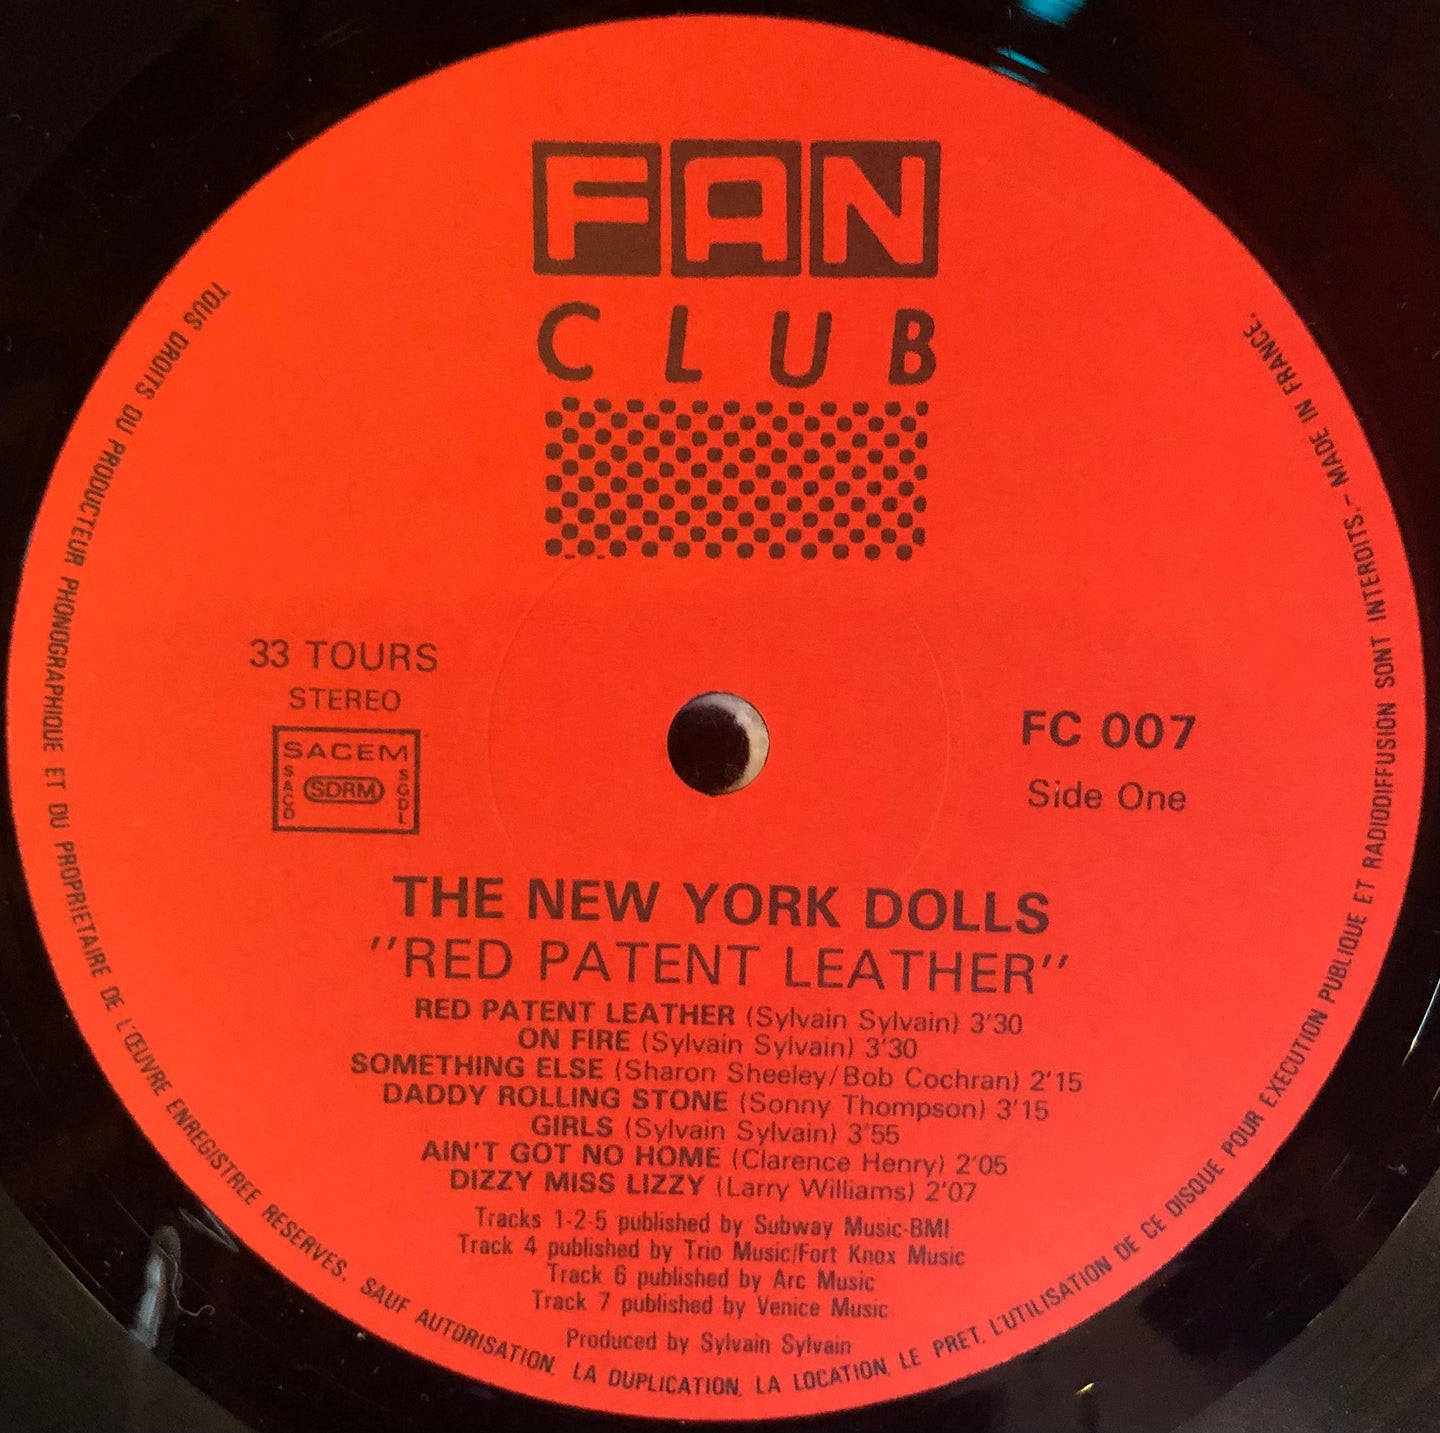 FAN
CLUB
33 TOURS
STEREO
SACEM
SACD
SDRM
SGDL
FC 007
Side One
THE NEW YORK DOLLS
"RED PATENT LEATHER"
RED PATENT LEATHER (Sylvain Sylvain) 3'30
ON FIRE (Sylvain Sylvain) 3'30
SOMETHING ELSE (Sharon Sheeley/Bob Cochran) 2'15
DADDY ROLLING STONE (Sonny Thompson) 3'15
GIRLS (Sylvain Sylvain) 3'55
AIN'T GOT NO HOME (Clarence Henry) 2'05
DIZZY MISS LIZZY (Larry Williams) 2'07
Tracks 1-2-5 published by Subway Music-BMI
Track 4 published by Trio Music/Fort Knox Music
Track 6 published by Arc Music
Track 7 published by Venice Music
Produced by Sylvain Sylvain
TOUS DROITS DU PRODUCTEUR PHONOGRAPHIQUE ET DU PROPRIETAIRE DE L'ŒUVRE ENREGISTREE RESERVES. SAUF AUTORISATION, LA DUPLICATION, LA LOCATION, LE PRET, L'UTILISATION DE CE DISQUE POUR EXECUTION PUBLIQUE ET RADIODIFFUSION SONT INTERDITS. - MADE IN FRANCE.